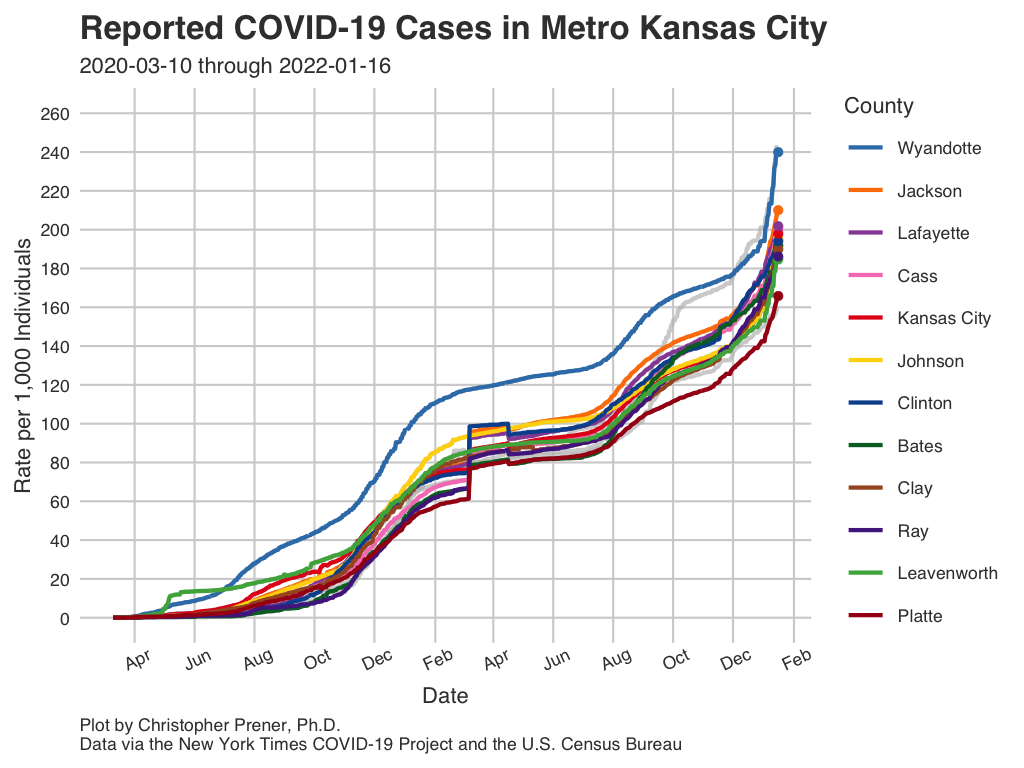 Reported COVID-19 Cases in Metro Kansas City
2020-03-10 through 2022-01-16
Rate per 1,000 Individuals
260
240
220
200
180
160
140
120
100
80
60
40
20
0
Apr Jun Aug Oct Dec Feb Apr Jun Aug Oct Dec Feb
Date
County
Wyandotte
Jackson
Lafayette
Cass
Kansas City
Johnson
Clinton
Bates
Clay
Ray
Leavenworth
Platte
Plot by Christopher Prener, Ph.D.
Data via the New York Times COVID-19 Project and the U.S. Census Bureau